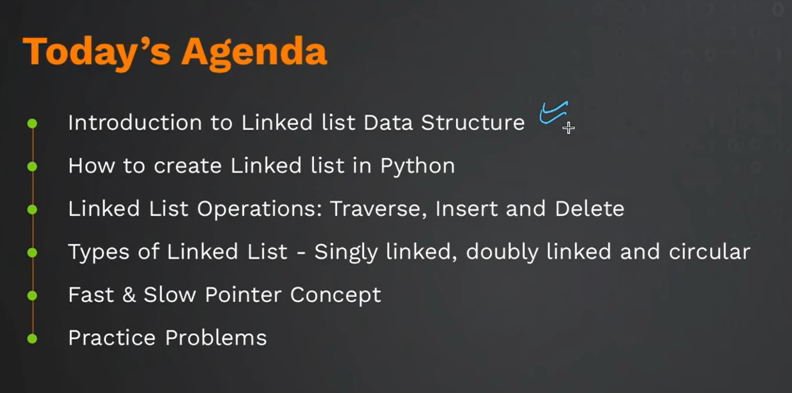 Today's Agenda
Introduction to Linked list Data Structure
How to create Linked list in Python
Linked List Operations: Traverse, Insert and Delete
Types of Linked List - Singly linked, doubly linked and circular
Fast & Slow Pointer Concept
Practice Problems